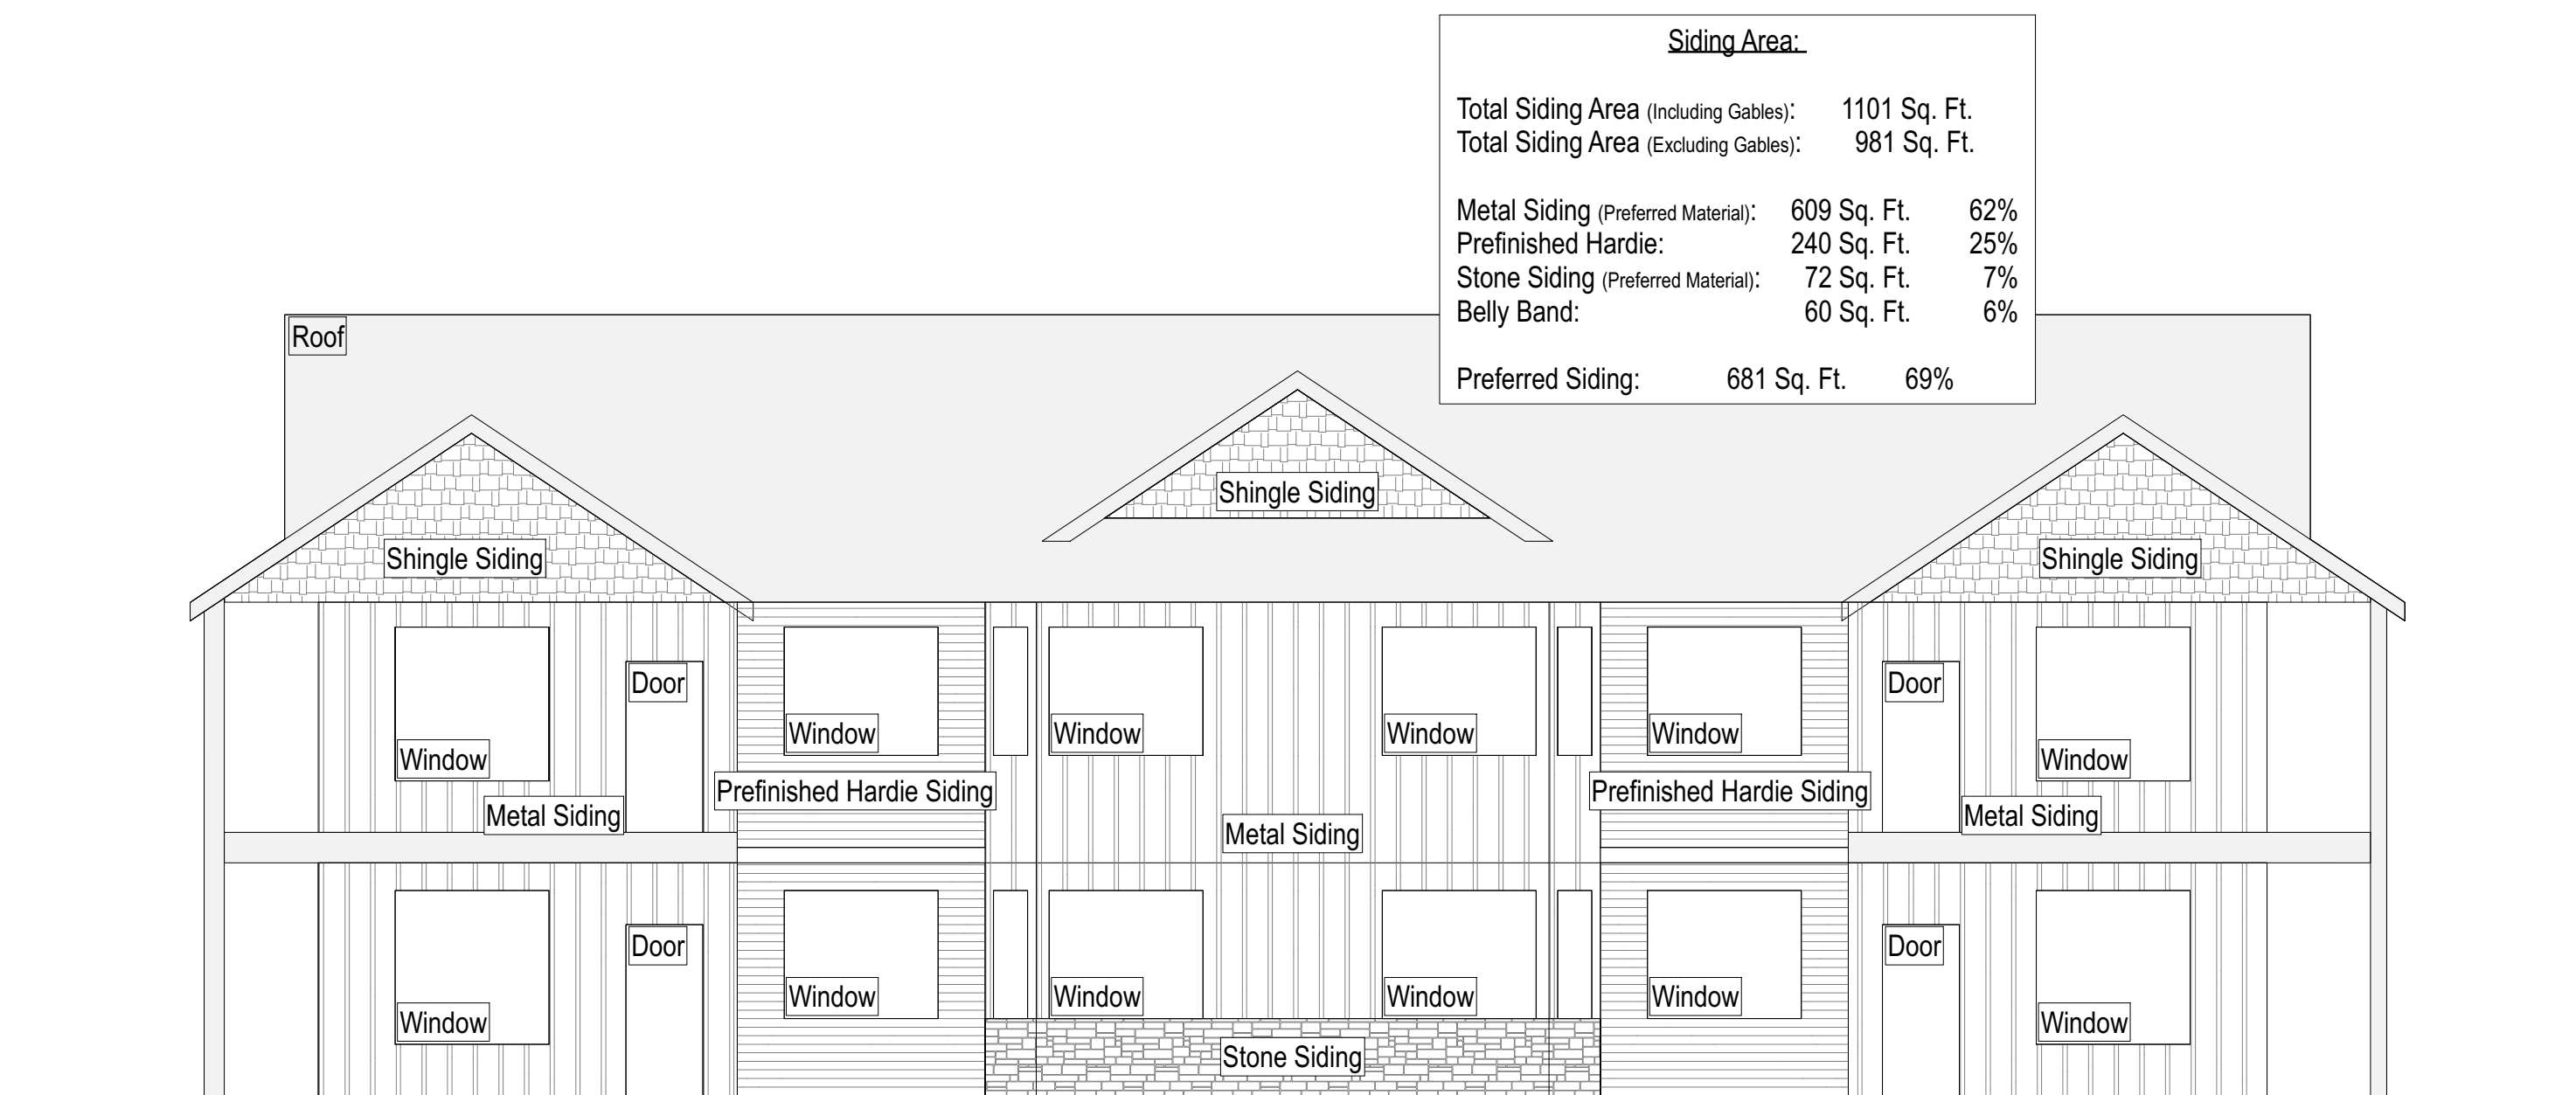 Siding Area:
Total Siding Area (Including Gables): 1101 Sq. Ft.
Total Siding Area (Excluding Gables): 981 Sq. Ft.
Metal Siding (Preferred Material): 609 Sq. Ft. 62%
Prefinished Hardie: 240 Sq. Ft. 25%
Stone Siding (Preferred Material): 72 Sq. Ft. 7%
Belly Band: 60 Sq. Ft. 6%
Preferred Siding: 681 Sq. Ft. 69%
Roof
Shingle Siding
Shingle Siding
Shingle Siding
Door
Door
Window
Window
Window
Window
Window
Window
Prefinished Hardie Siding
Prefinished Hardie Siding
Metal Siding
Metal Siding
Metal Siding
Door
Door
Window
Window
Window
Window
Window
Window
Stone Siding